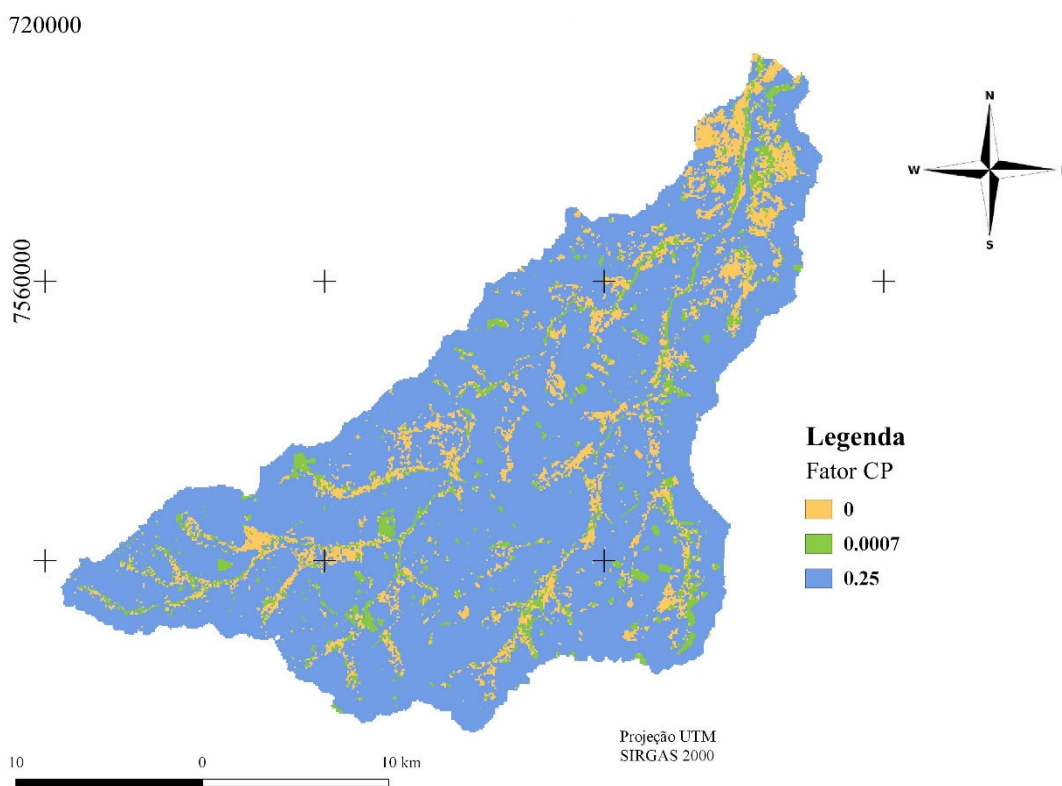 720000
N
W
S
7560000
Legenda
Fator CP
0
0.0007
0.25
Projeção UTM
SIRGAS 2000
10 0 10 km